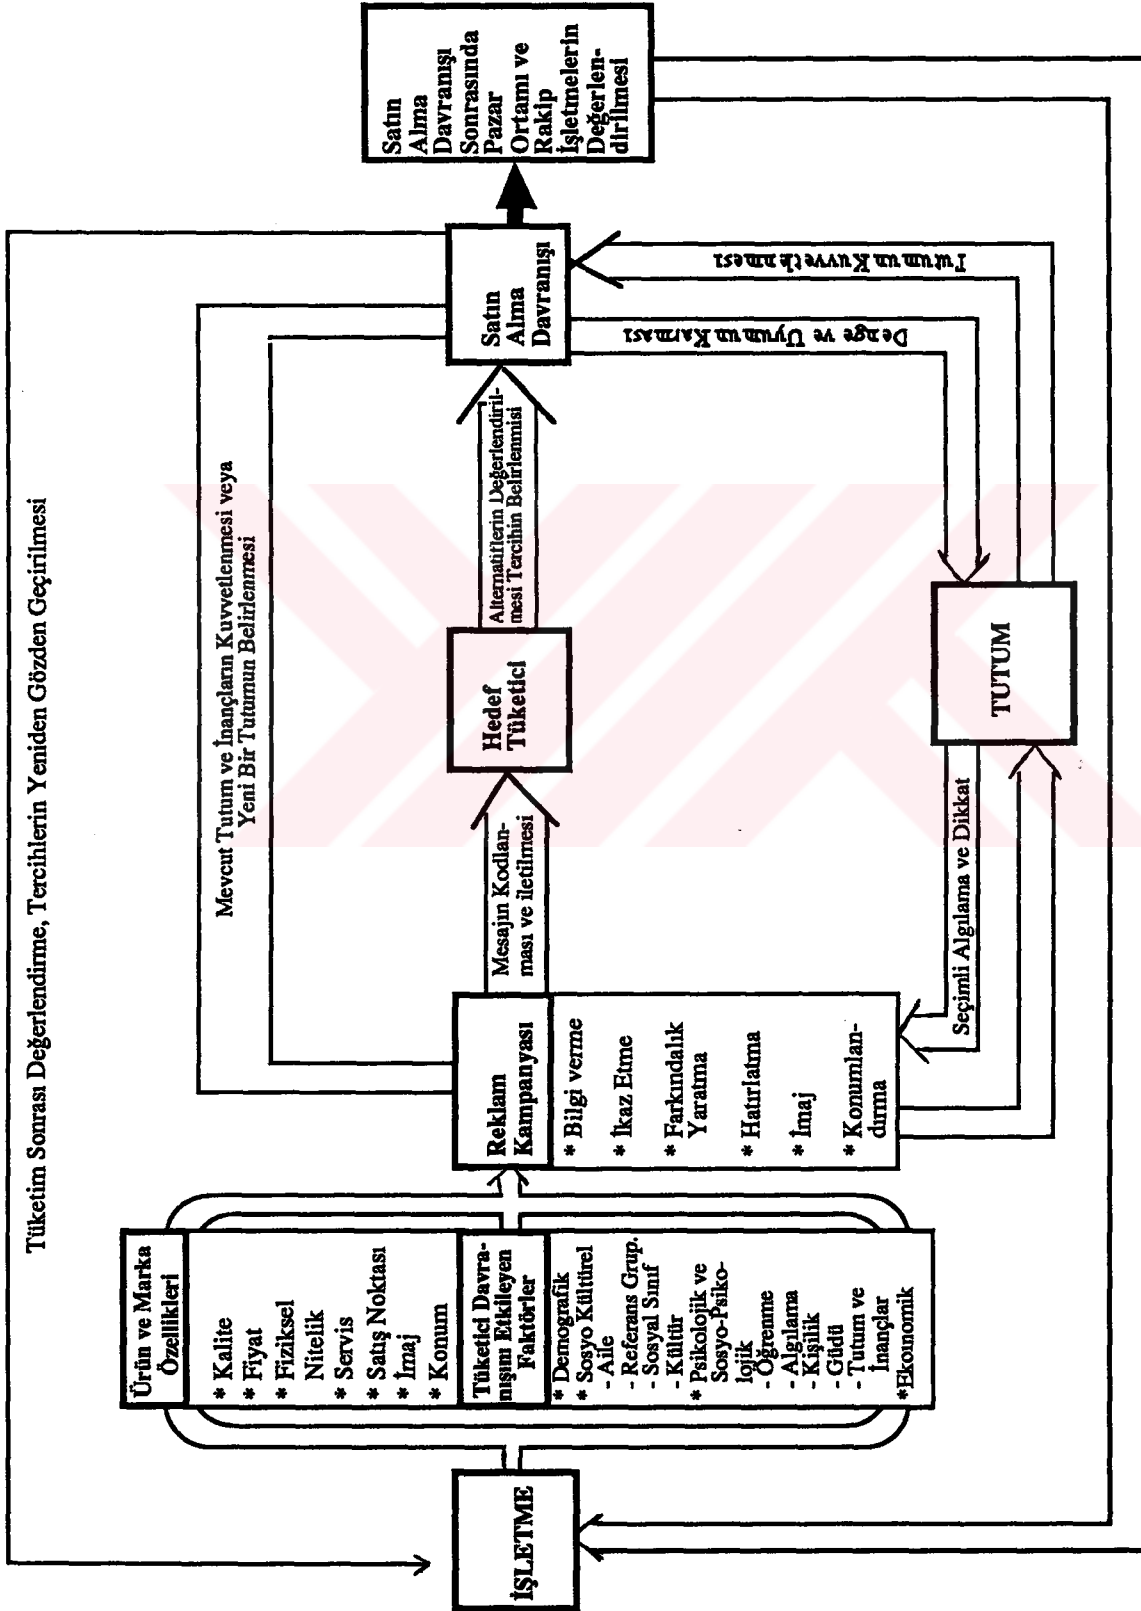 Tüketim Sonrası Değerlendirme, Tercihlerin Yeniden Gözden Geçirilmesi
Mevcut Tutum ve İnançların Kuvvetlenmesi veya
Yeni Bir Tutumun Belirlenmesi
İŞLETME
Ürün ve Marka
Özellikleri
* Kalite
* Fiyat
* Fiziksel
Nitelik
* Servis
* Satış Noktası
* İmaj
* Konum
Tüketici Davra-
nışını Etkileyen
Faktörler
* Demografik
* Sosyo Kültürel
- Aile
- Referans Grup.
- Sosyal Sınıf
- Kültür
* Psikolojik ve
Sosyo-Psiko-
lojik
- Öğrenme
- Algılama
- Kişilik
- Güdü
- Tutum ve
İnançlar
*Ekonomik
Reklam
Kampanyası
* Bilgi verme
* İkaz Etme
* Farkındalık
Yaratma
* Hatırlatma
* İmaj
* Konumlan-
dırma
Mesajın Kodlan-
ması ve iletilmesi
Hedef
Tüketici
Alternatiflerin Değerlendiril-
mesi Tercihin Belirlenmisi
Satın
Alma
Davranışı
Satın
Alma
Davranışı
Sonrasında
Pazar
Ortamı ve
Rakip
İşletmelerin
Değerlen-
dirilmesi
Seçimli Algılama ve Dikkat
TUTUM
Denge ve Uyumun Karması
Tutumun Kuvvetlenmesi